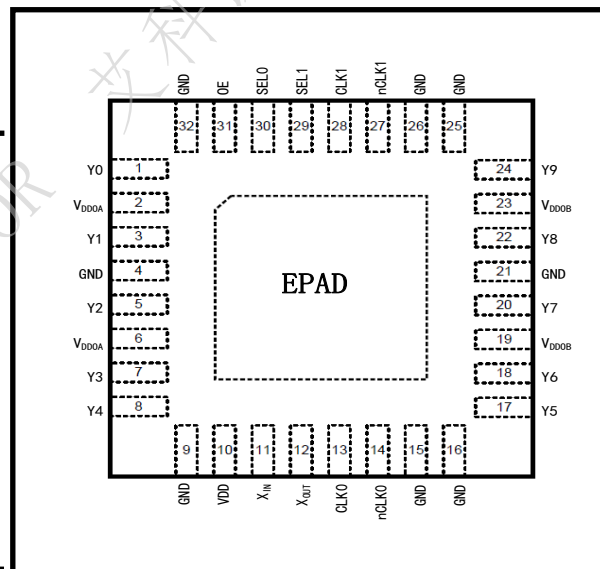 艾科
OR
GND OE SEL0 SEL1 CLK1 nCLK1 GND GND
32 31 30 29 28 27 26 25
Y0 1 24 Y9
VDDOA 2 23 VDDOB
Y1 3 22 Y8
GND 4 21 GND
EPAD
Y2 5 20 Y7
VDDOA 6 19 VDDOB
Y3 7 18 Y6
Y4 8 17 Y5
9 10 11 12 13 14 15 16
GND VDD XIN XOUT CLK0 nCLK0 GND GND